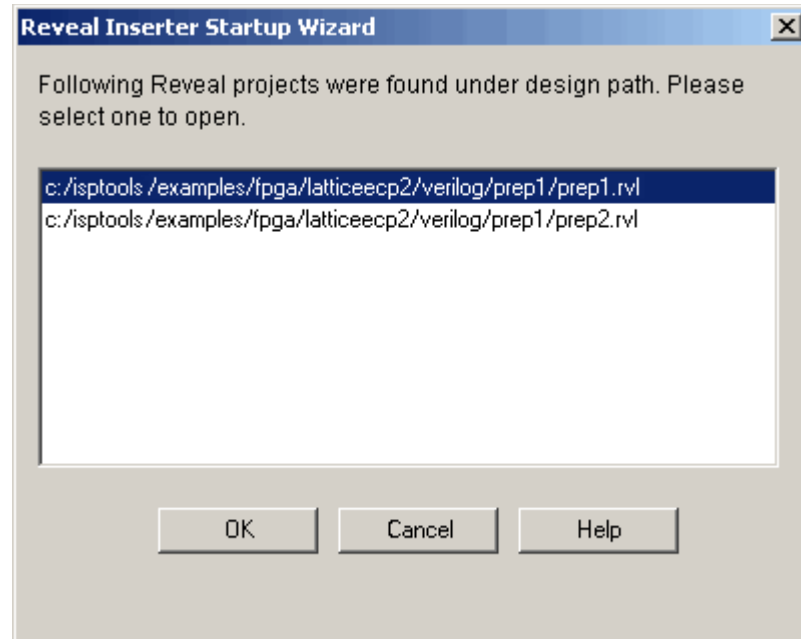 Reveal Inserter Startup Wizard
Following Reveal projects were found under design path. Please
select one to open.
c:/isptools /examples/fpga/latticeecp2/verilog/prep1/prep1.rvl
c:/isptools /examples/fpga/latticeecp2/verilog/prep1/prep2.rvl
OK Cancel Help